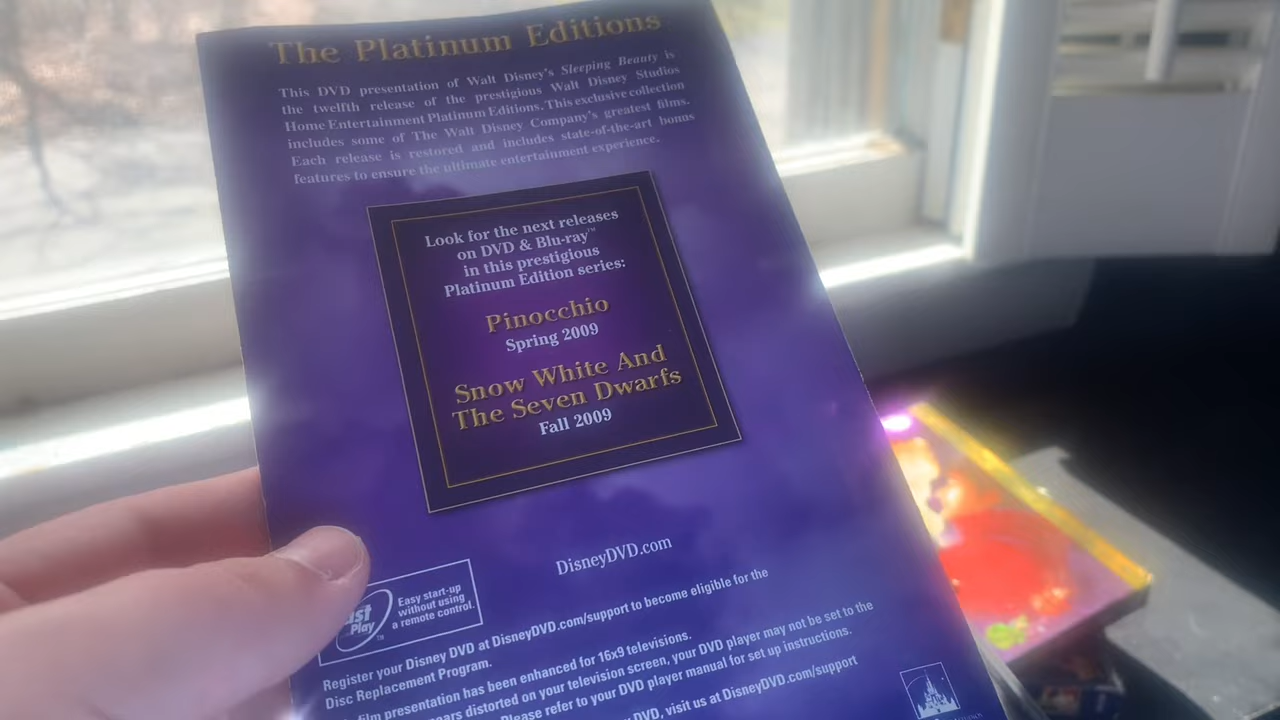 The Platinum Editions
This DVD presentation of Walt Disney's Sleeping Beauty is
the twelfth release of the prestigious Walt Disney Studios
Home Entertainment Platinum Editions. This exclusive collection
includes some of The Walt Disney Company's greatest films.
Each release is restored and includes state-of-the-art bonus
features to ensure the ultimate entertainment experience.
Look for the next releases
on DVD & Blu-ray™
in this prestigious
Platinum Edition series:
Pinocchio
Spring 2009
Snow White And
The Seven Dwarfs
Fall 2009
DisneyDVD.com
Play™
Easy start-up
without using
a remote control.
Register your Disney DVD at DisneyDVD.com/support to become eligible for the
Disc Replacement Program.
film presentation has been enhanced for 16x9 televisions.
distorted on your television screen, your DVD player may not be set to the
Please refer to your DVD player manual for set up instructions.
DVD, visit us at DisneyDVD.com/support